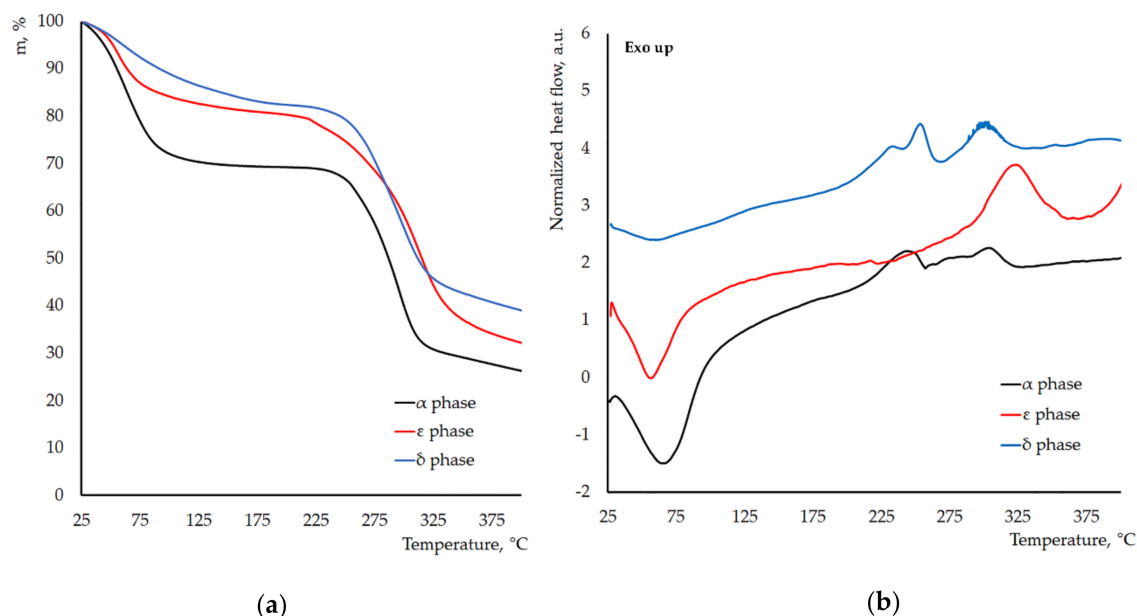 m, %
100
90
80
70
60
50
40
30
20
10
0
α phase
ε phase
δ phase
25 75 125 175 225 275 325 375
Temperature, °C
(a)
Normalized heat flow, a.u.
Exo up
6
5
4
3
2
1
0
-1
-2
α phase
ε phase
δ phase
25 75 125 175 225 275 325 375
Temperature, °C
(b)